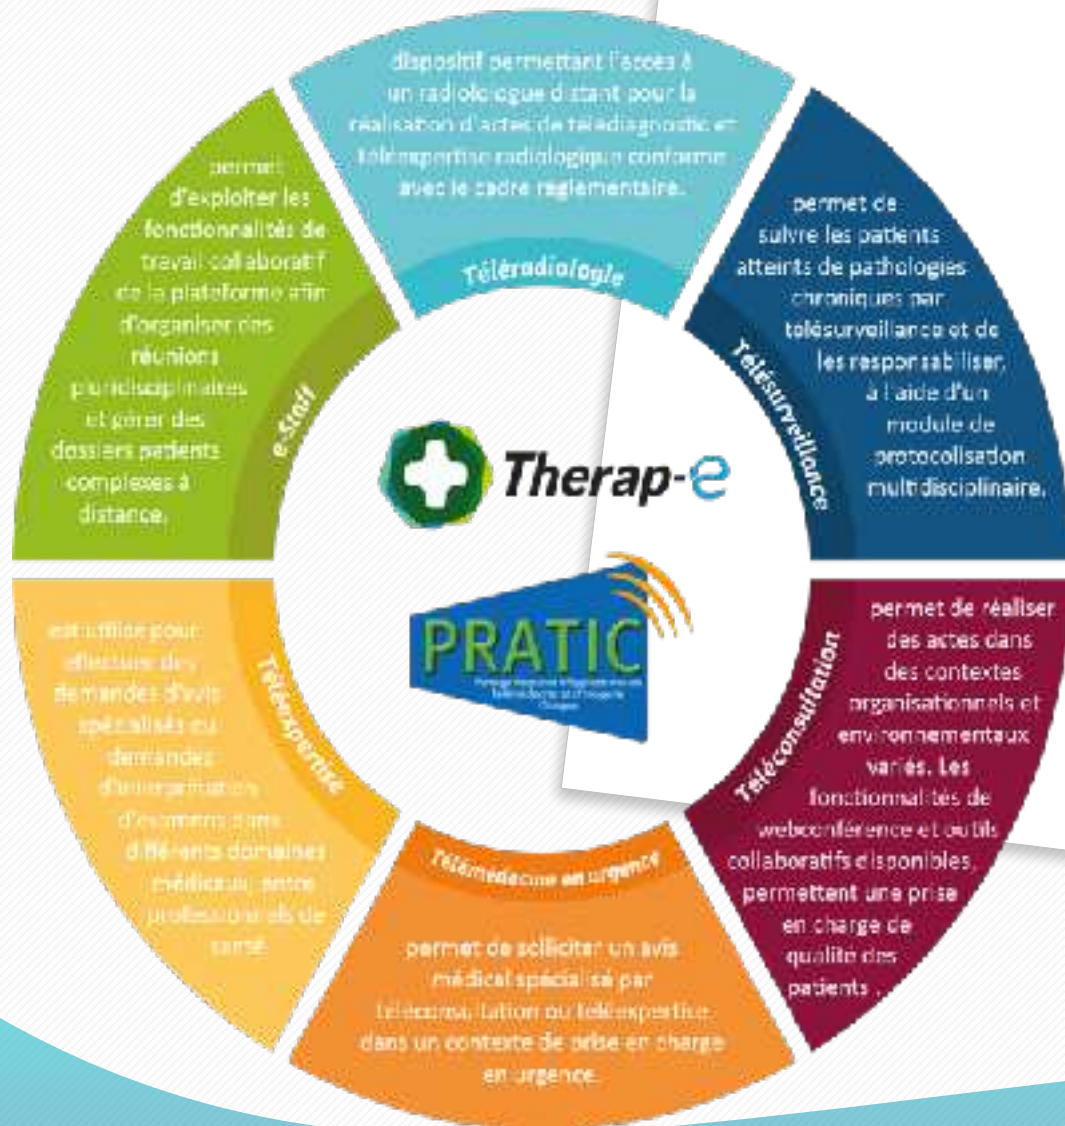 dispositif permettant l'accès à
un radiologue distant pour la
réalisation d'actes de télédiagnostic et
téléexpertise radiologique conforme
avec le cadre réglementaire.
Téléradiologie
permet de
suivre les patients
atteints de pathologies
chroniques par
télésurveillance et de
les responsabiliser,
à l'aide d'un
module de
protocolisation
multidisciplinaire.
Télésurveillance
permet de réaliser
des actes dans
des contextes
organisationnels et
environnementaux
variés. Les
fonctionnalités de
webconférence et outils
collaboratifs disponibles,
permettant une prise
en charge de
qualité des
patients .
Téléconsultation
Télémédecine en urgence
permet de solliciter un avis
médical spécialisé par
téléconsultation ou téléexpertise
dans un contexte de prise en charge
en urgence.
est utilisé pour
effectuer des
demandes d'avis
spécialisés ou
demandes
d'interprétation
d'examens dans
différents domaines
médicaux, entre
professionnels de
santé
Téléexpertise
permet
d'exploiter les
fonctionnalités de
travail collaboratif
de la plateforme afin
d'organiser des
réunions
pluridisciplinaires
et gérer des
dossiers patients
complexes à
distance.
e-Staff
Therap-e
PRATIC